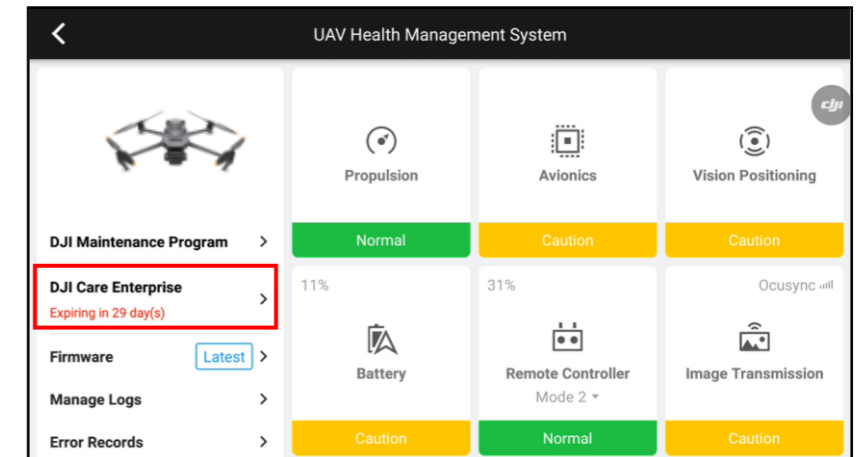 UAV Health Management System
dji
Propulsion
Avionics
Vision Positioning
DJI Maintenance Program
Normal
Caution
Caution
DJI Care Enterprise
Expiring in 29 day(s)
11%
31%
Ocusync
Firmware
Latest
Battery
Remote Controller
Mode 2
Image Transmission
Manage Logs
Error Records
Caution
Normal
Caution